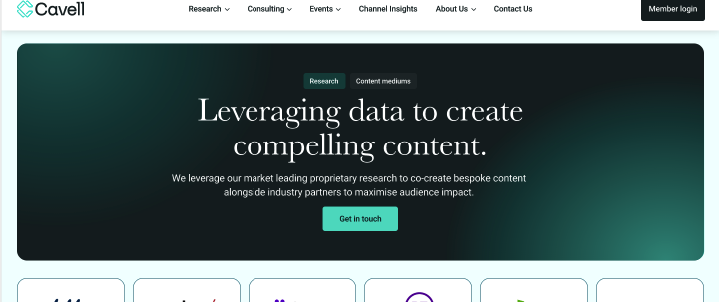 Cavell
Research
Consulting
Events
Channel Insights
About Us
Contact Us
Member login
Research
Content mediums
Leveraging data to create
compelling content.
We leverage our market leading proprietary research to co-create bespoke content
alongside industry partners to maximise audience impact.
Get in touch